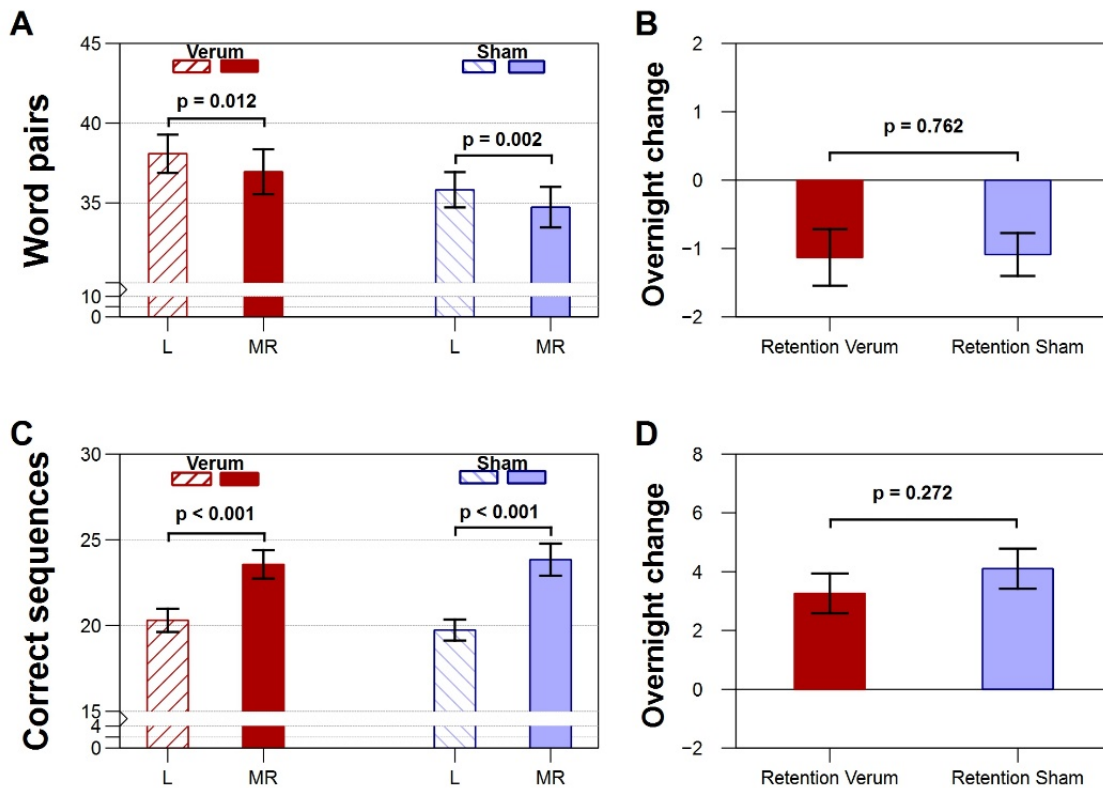 A
Word pairs
45
40
35
10
0
Verum
Sham
p = 0.012
p = 0.002
L
MR
L
MR
B
Overnight change
2
1
0
−1
−2
p = 0.762
Retention Verum
Retention Sham
C
Correct sequences
30
25
20
15
4
0
Verum
Sham
p < 0.001
p < 0.001
L
MR
L
MR
D
Overnight change
8
6
4
2
0
−2
p = 0.272
Retention Verum
Retention Sham